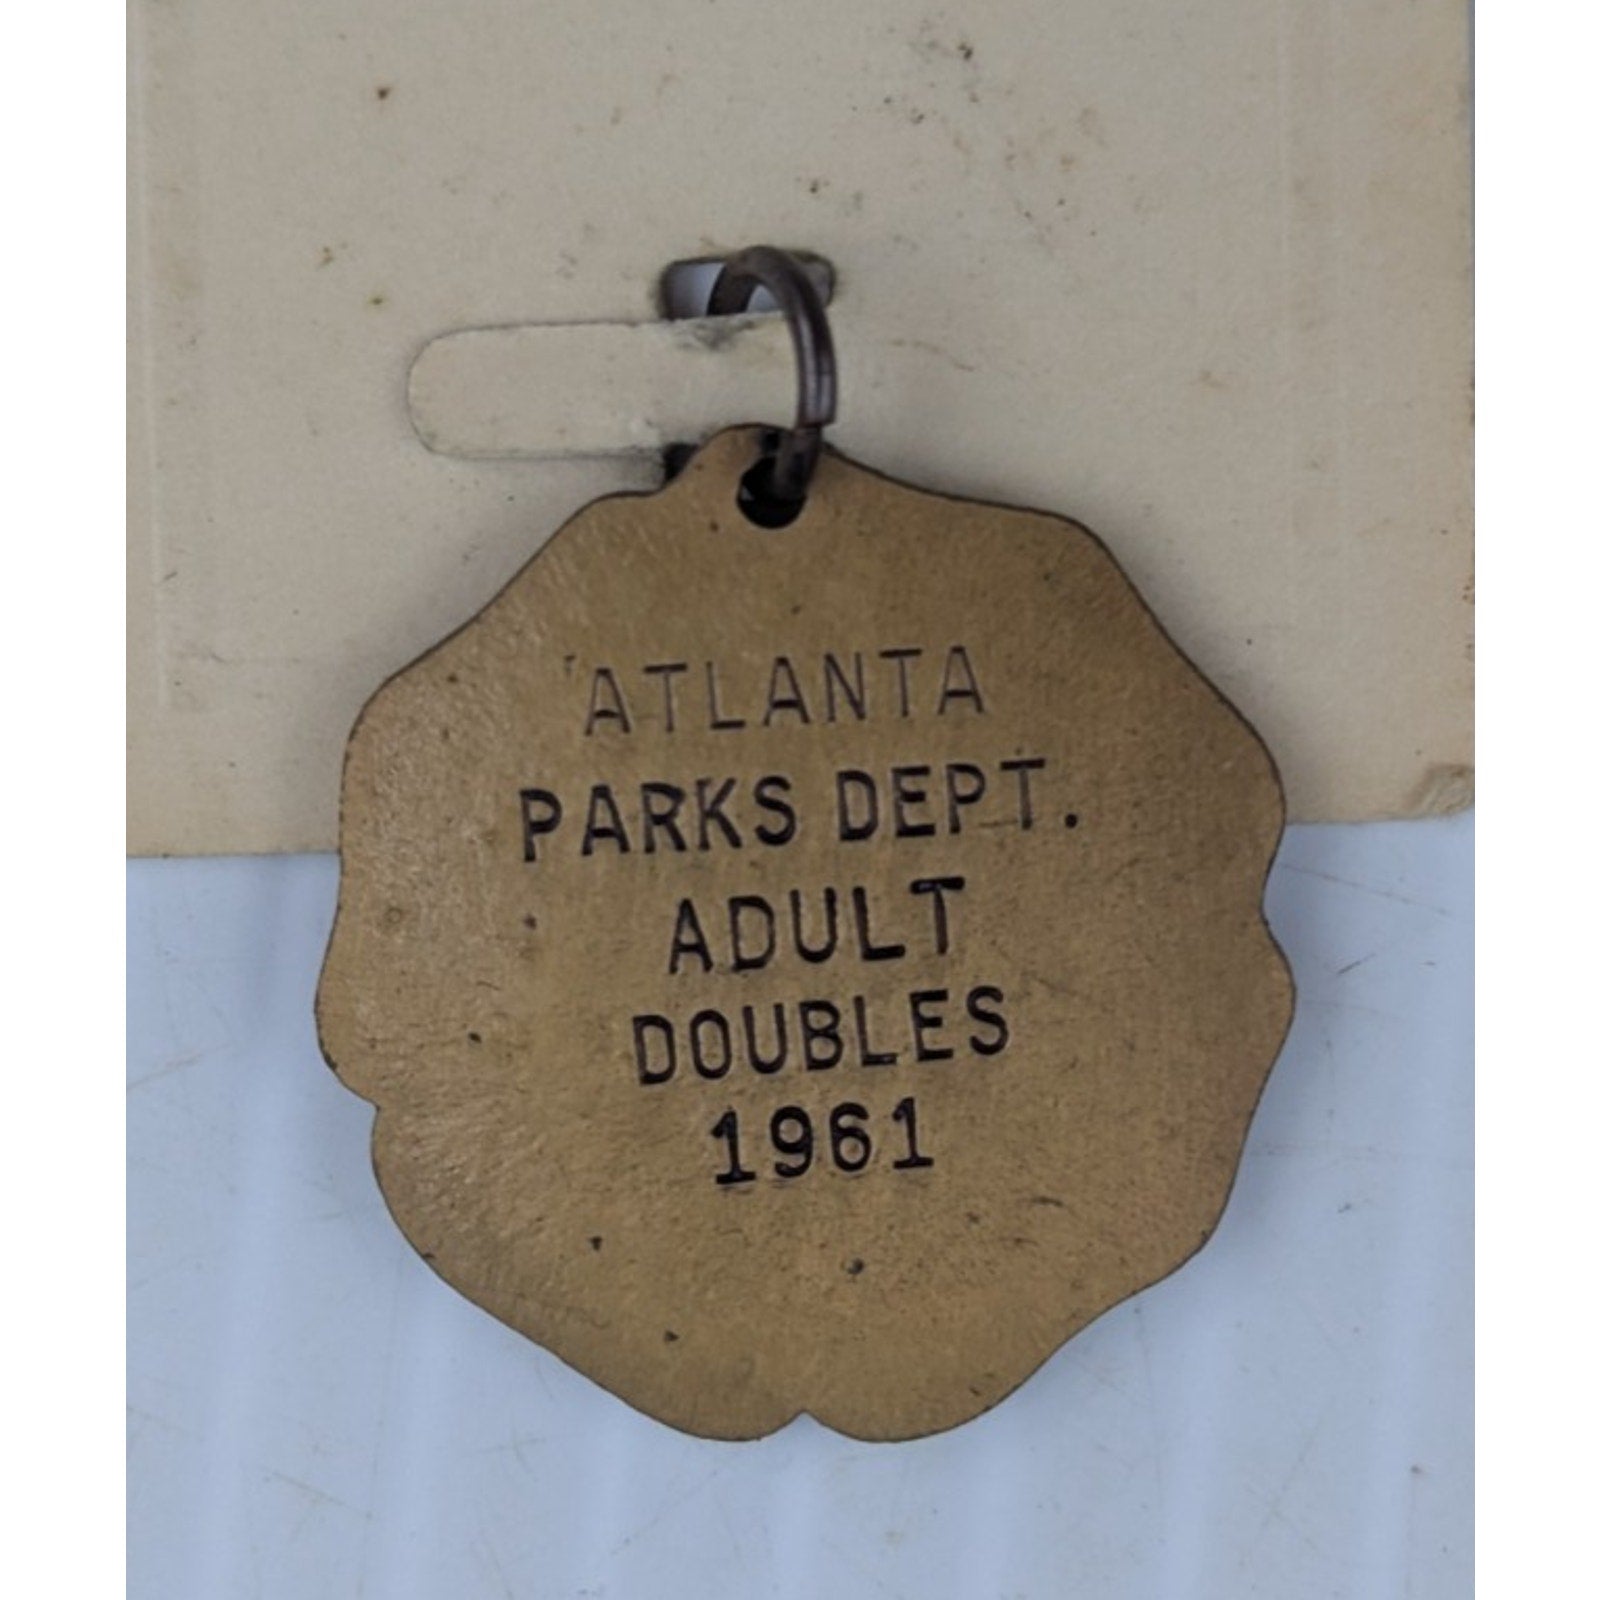 ATLANTA
PARKS DEPT.
ADULT
DOUBLES
1961